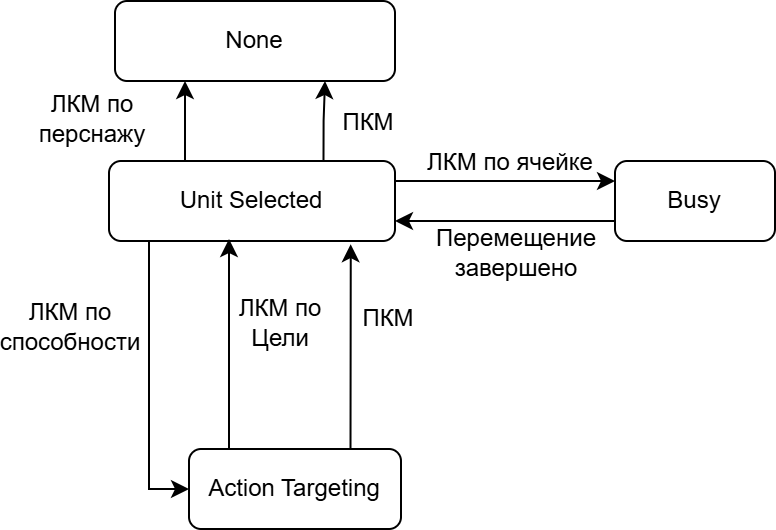 None
ЛКМ по
перснажу
ПКМ
ЛКМ по ячейке
Unit Selected
Busy
Перемещение
завершено
ЛКМ по
способности
ЛКМ по
Цели
ПКМ
Action Targeting